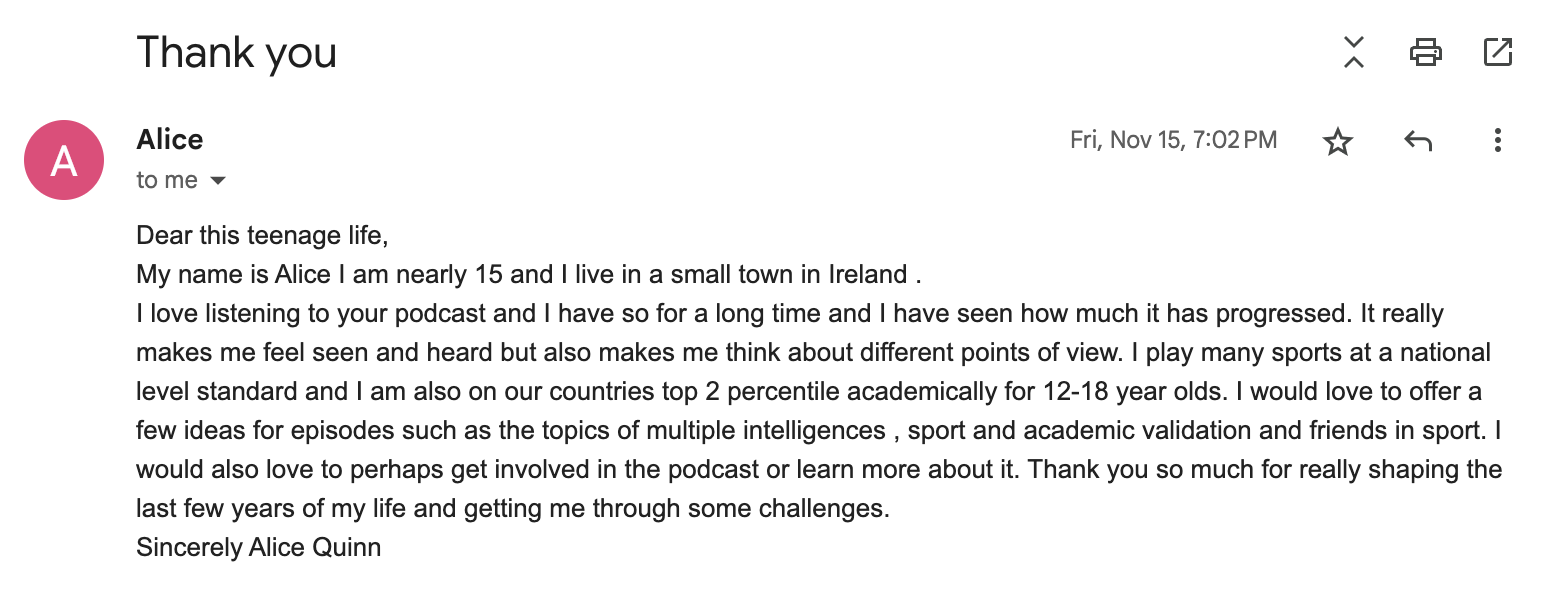 Thank you
A
Alice
Fri, Nov 15, 7:02 PM
to me
Dear this teenage life,
My name is Alice I am nearly 15 and I live in a small town in Ireland .
I love listening to your podcast and I have so for a long time and I have seen how much it has progressed. It really
makes me feel seen and heard but also makes me think about different points of view. I play many sports at a national
level standard and I am also on our countries top 2 percentile academically for 12-18 year olds. I would love to offer a
few ideas for episodes such as the topics of multiple intelligences , sport and academic validation and friends in sport. I
would also love to perhaps get involved in the podcast or learn more about it. Thank you so much for really shaping the
last few years of my life and getting me through some challenges.
Sincerely Alice Quinn